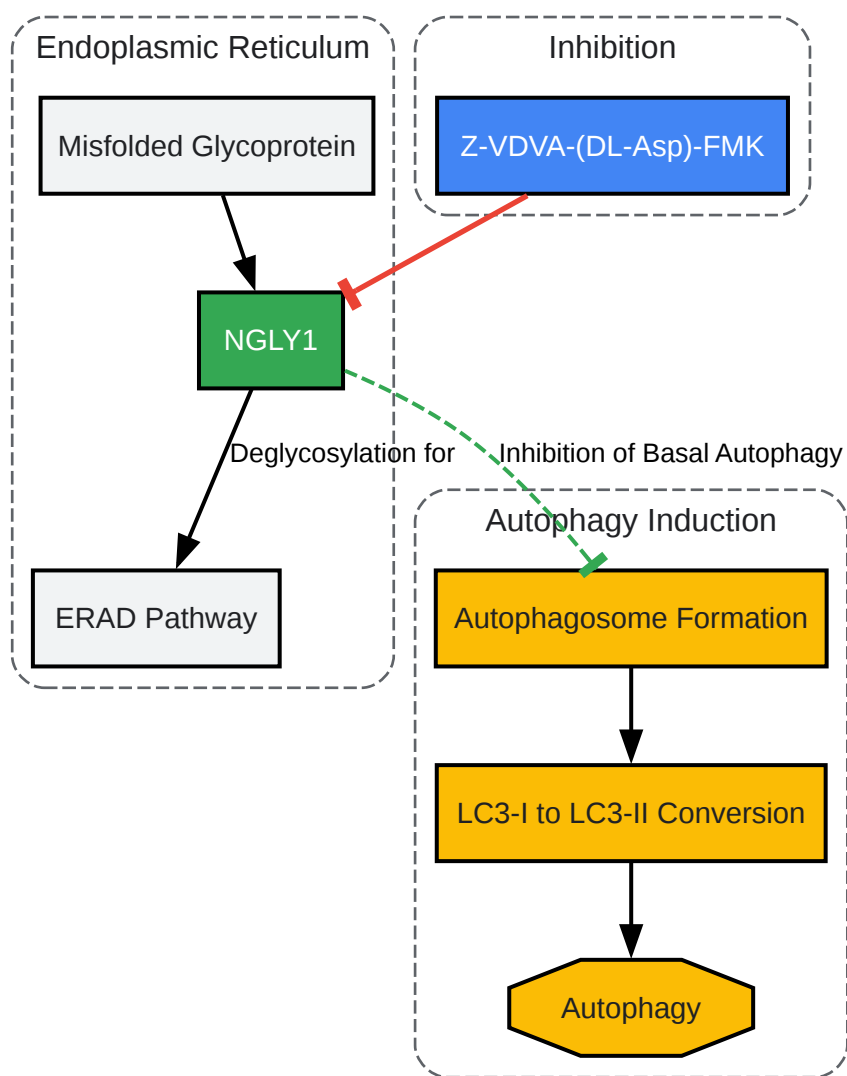 Endoplasmic Reticulum
Inhibition
Misfolded Glycoprotein
Z-VDVA-(DL-Asp)-FMK
NGLY1
Deglycosylation for
Inhibition of Basal Autophagy
Autophagy Induction
ERAD Pathway
Autophagosome Formation
LC3-I to LC3-II Conversion
Autophagy